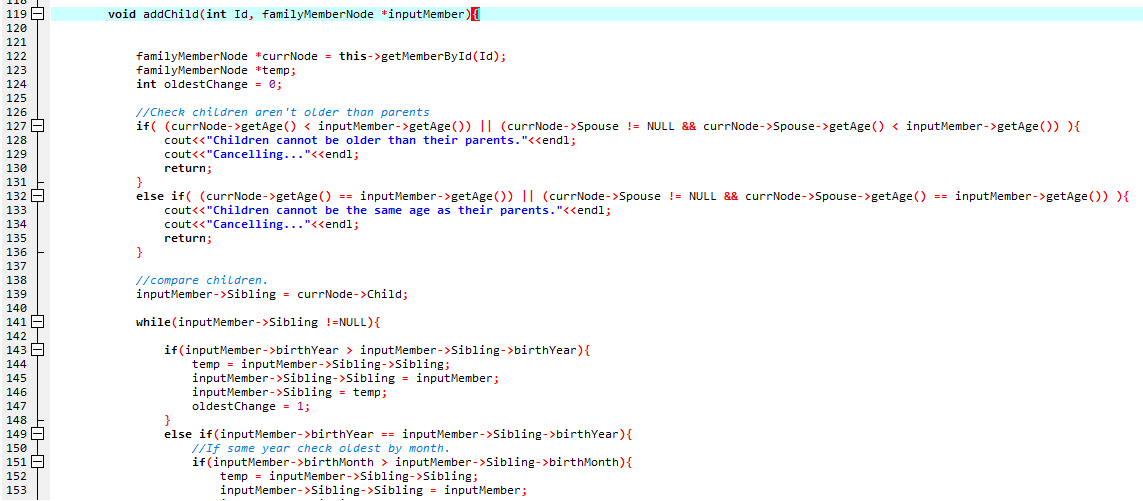 119 void addChild(int Id, familyMemberNode *inputMember){
120
121
122 familyMemberNode *currNode = this->getMemberById(Id);
123 familyMemberNode *temp;
124 int oldestChange = 0;
125
126 //Check children aren't older than parents
127 if( (currNode->getAge() < inputMember->getAge()) || (currNode->Spouse != NULL && currNode->Spouse->getAge() < inputMember->getAge()) ){
128 cout<<"Children cannot be older than their parents."<<endl;
129 cout<<"Cancelling..."<<endl;
130 return;
131 }
132 else if( (currNode->getAge() == inputMember->getAge()) || (currNode->Spouse != NULL && currNode->Spouse->getAge() == inputMember->getAge()) ){
133 cout<<"Children cannot be the same age as their parents."<<endl;
134 cout<<"Cancelling..."<<endl;
135 return;
136 }
137
138 //compare children.
139 inputMember->Sibling = currNode->Child;
140
141 while(inputMember->Sibling !=NULL){
142
143 if(inputMember->birthYear > inputMember->Sibling->birthYear){
144 temp = inputMember->Sibling->Sibling;
145 inputMember->Sibling->Sibling = inputMember;
146 inputMember->Sibling = temp;
147 oldestChange = 1;
148 }
149 else if(inputMember->birthYear == inputMember->Sibling->birthYear){
150 //If same year check oldest by month.
151 if(inputMember->birthMonth > inputMember->Sibling->birthMonth){
152 temp = inputMember->Sibling->Sibling;
153 inputMember->Sibling->Sibling = inputMember;